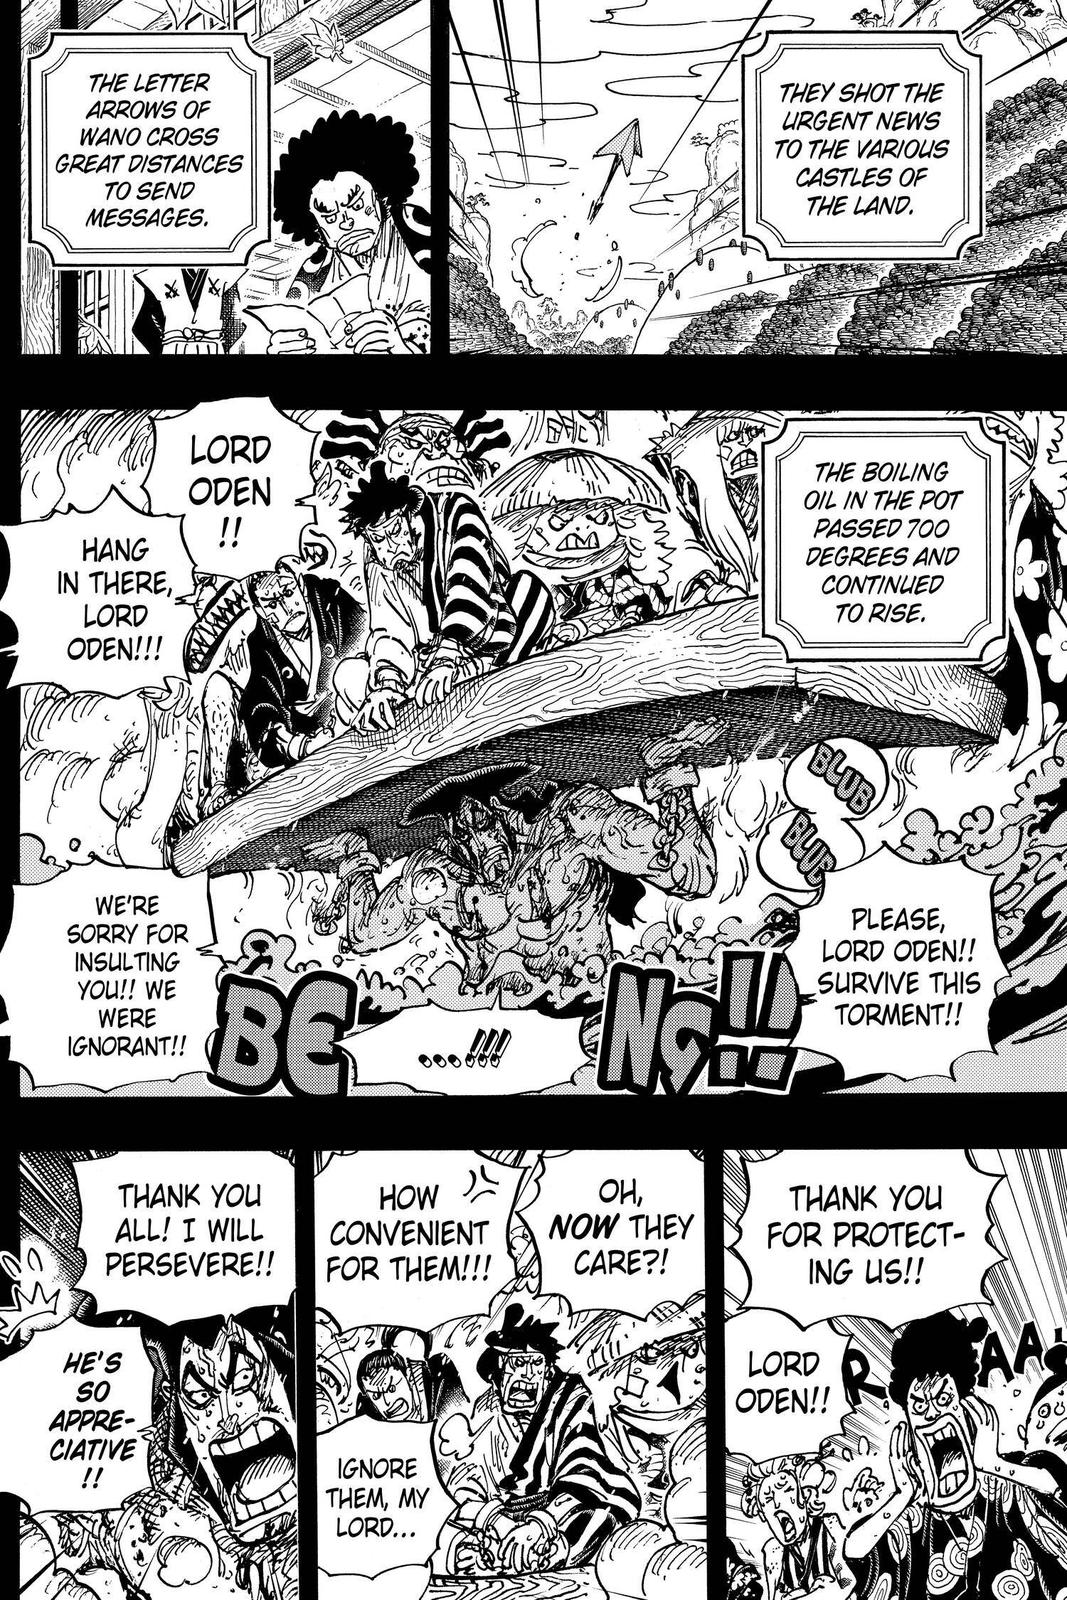 THEY SHOT THE
URGENT NEWS
TO THE VARIOUS
CASTLES OF
THE LAND.
THE LETTER
ARROWS OF
WANO CROSS
GREAT DISTANCES
TO SEND
MESSAGES.
THE BOILING
OIL IN THE POT
PASSED 700
DEGREES AND
CONTINUED
TO RISE.
LORD
ODEN
!!
HANG
IN THERE,
LORD
ODEN!!!
BLUB
BLUB
PLEASE,
LORD ODEN!!
SURVIVE THIS
TORMENT!!
WE'RE
SORRY FOR
INSULTING
YOU!! WE
WERE
IGNORANT!!
...!!!
THANK YOU
FOR PROTECT-
ING US!!
LORD
ODEN!!
OH,
NOW THEY
CARE?!
HOW
CONVENIENT
FOR THEM!!!
IGNORE
THEM, MY
LORD...
THANK YOU
ALL! I WILL
PERSEVERE!!
HE'S
SO
APPRE-
CIATIVE
!!